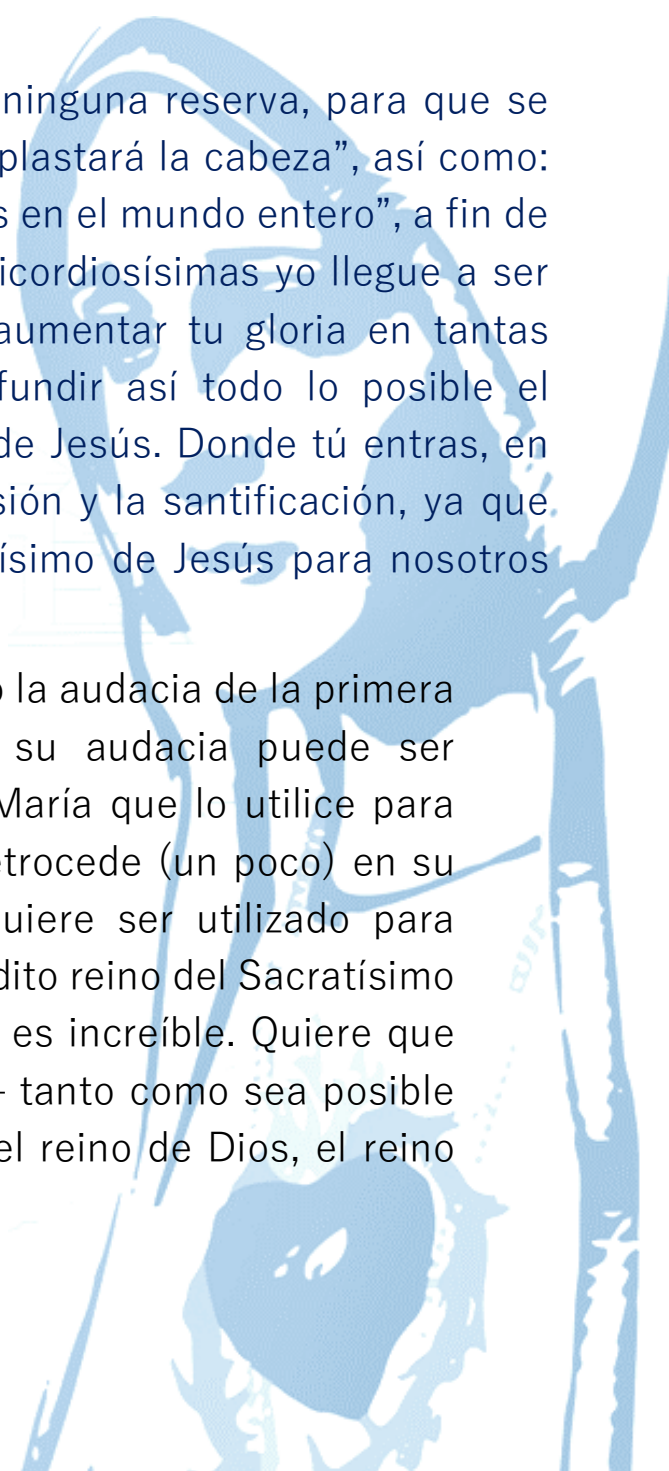 ninguna reserva, para que se
plastará la cabeza”, así como:
s en el mundo entero”, a fin de
icordiosísimas yo llegue a ser
aumentar tu gloria en tantas
fundir así todo lo posible el
de Jesús. Donde tú entras, en
sión y la santificación, ya que
ísimo de Jesús para nosotros
la audacia de la primera
su audacia puede ser
María que lo utilice para
etrocede (un poco) en su
uiere ser utilizado para
dito reino del Sacratísimo
es increíble. Quiere que
– tanto como sea posible
el reino de Dios, el reino